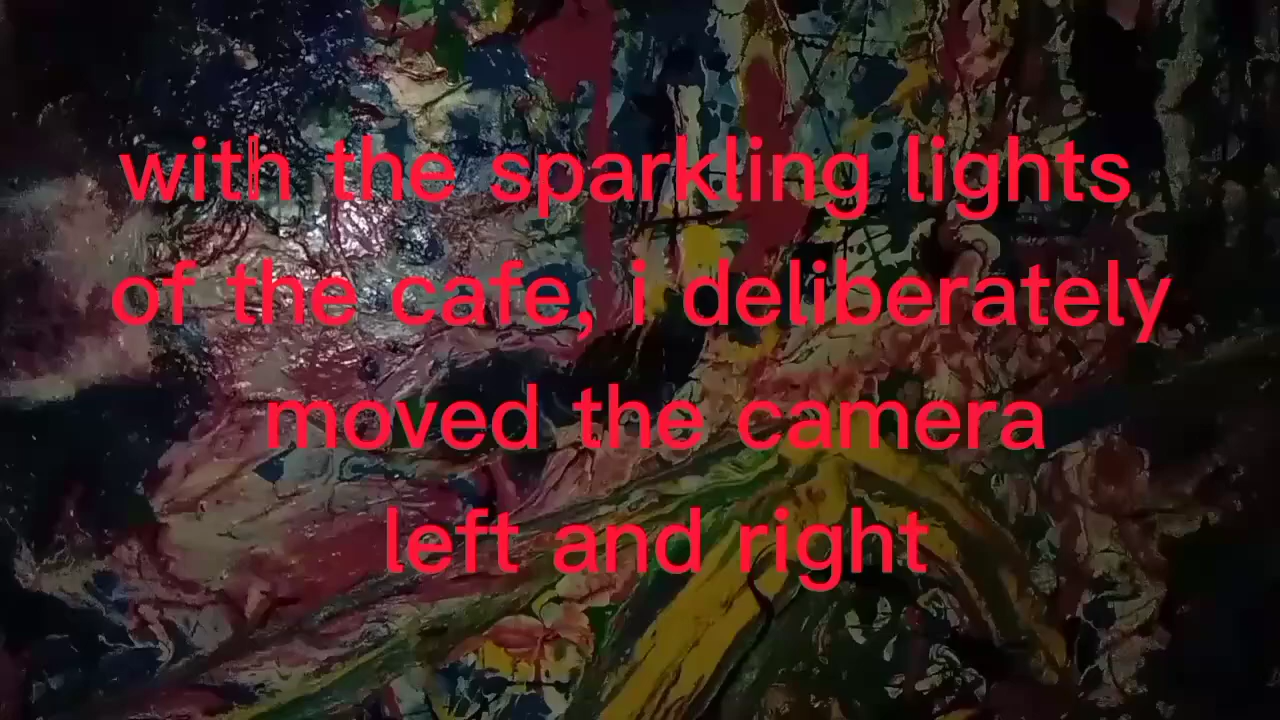 with the sparkling lights
of the cafe, i deliberately
moved the camera
left and right